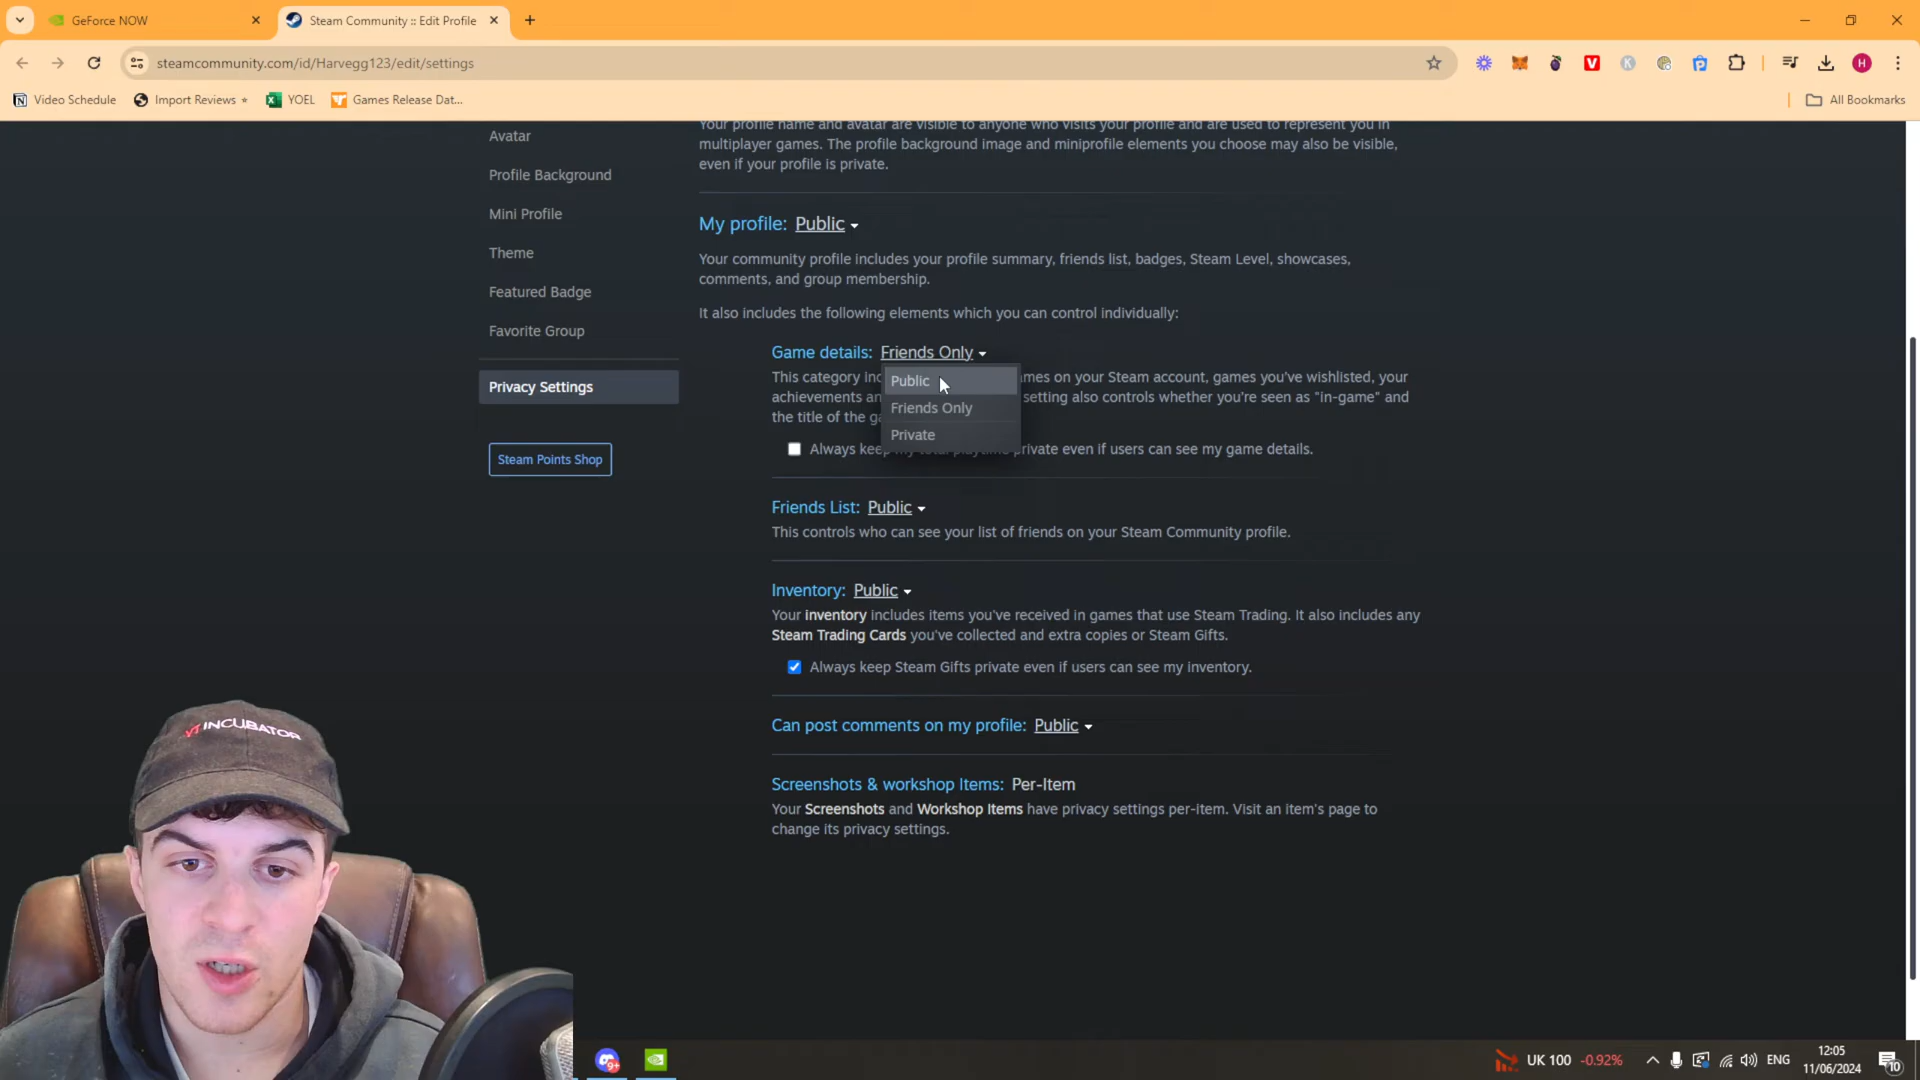 GeForce NOW
Steam Community :: Edit Profile
steamcommunity.com/id/Harvegg123/edit/settings
Video Schedule
Import Reviews
YOEL
Games Release Dat...
All Bookmarks
Avatar
Profile Background
Mini Profile
Theme
Featured Badge
Favorite Group
Privacy Settings
Steam Points Shop
Your profile name and avatar are visible to anyone who visits your profile and are used to represent you in
multiplayer games. The profile background image and miniprofile elements you choose may also be visible,
even if your profile is private.
My profile: Public
Your community profile includes your profile summary, friends list, badges, Steam Level, showcases,
comments, and group membership.
It also includes the following elements which you can control individually:
Game details: Friends Only
Public
Friends Only
Private
This category mes on your Steam account, games you've wishlisted, your
achievements setting also controls whether you're seen as "in-game" and
the title of the
Always private even if users can see my game details.
Friends List: Public
This controls who can see your list of friends on your Steam Community profile.
Inventory: Public
Your inventory includes items you've received in games that use Steam Trading. It also includes any
Steam Trading Cards you've collected and extra copies or Steam Gifts.
Always keep Steam Gifts private even if users can see my inventory.
Can post comments on my profile: Public
Screenshots & workshop Items: Per-Item
Your Screenshots and Workshop Items have privacy settings per-item. Visit an item's page to
change its privacy settings.
YT INCUBATOR
9+
UK 100 -0.92%
ENG
12:05
11/06/2024
10